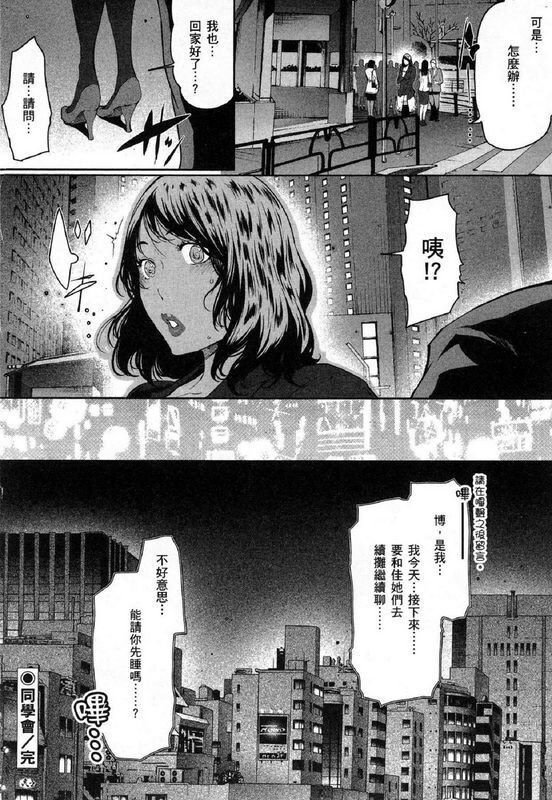 可是…
怎麼辦……
我也…
回家好了…?
請…請問…
咦!?
請在嗶聲之後留言。
嗶
博,是我…
我今天…接下來…
要和佳她們去
續攤繼續聊…
不好意思…
能請你先睡嗎……?
嗶
◉同學會/完